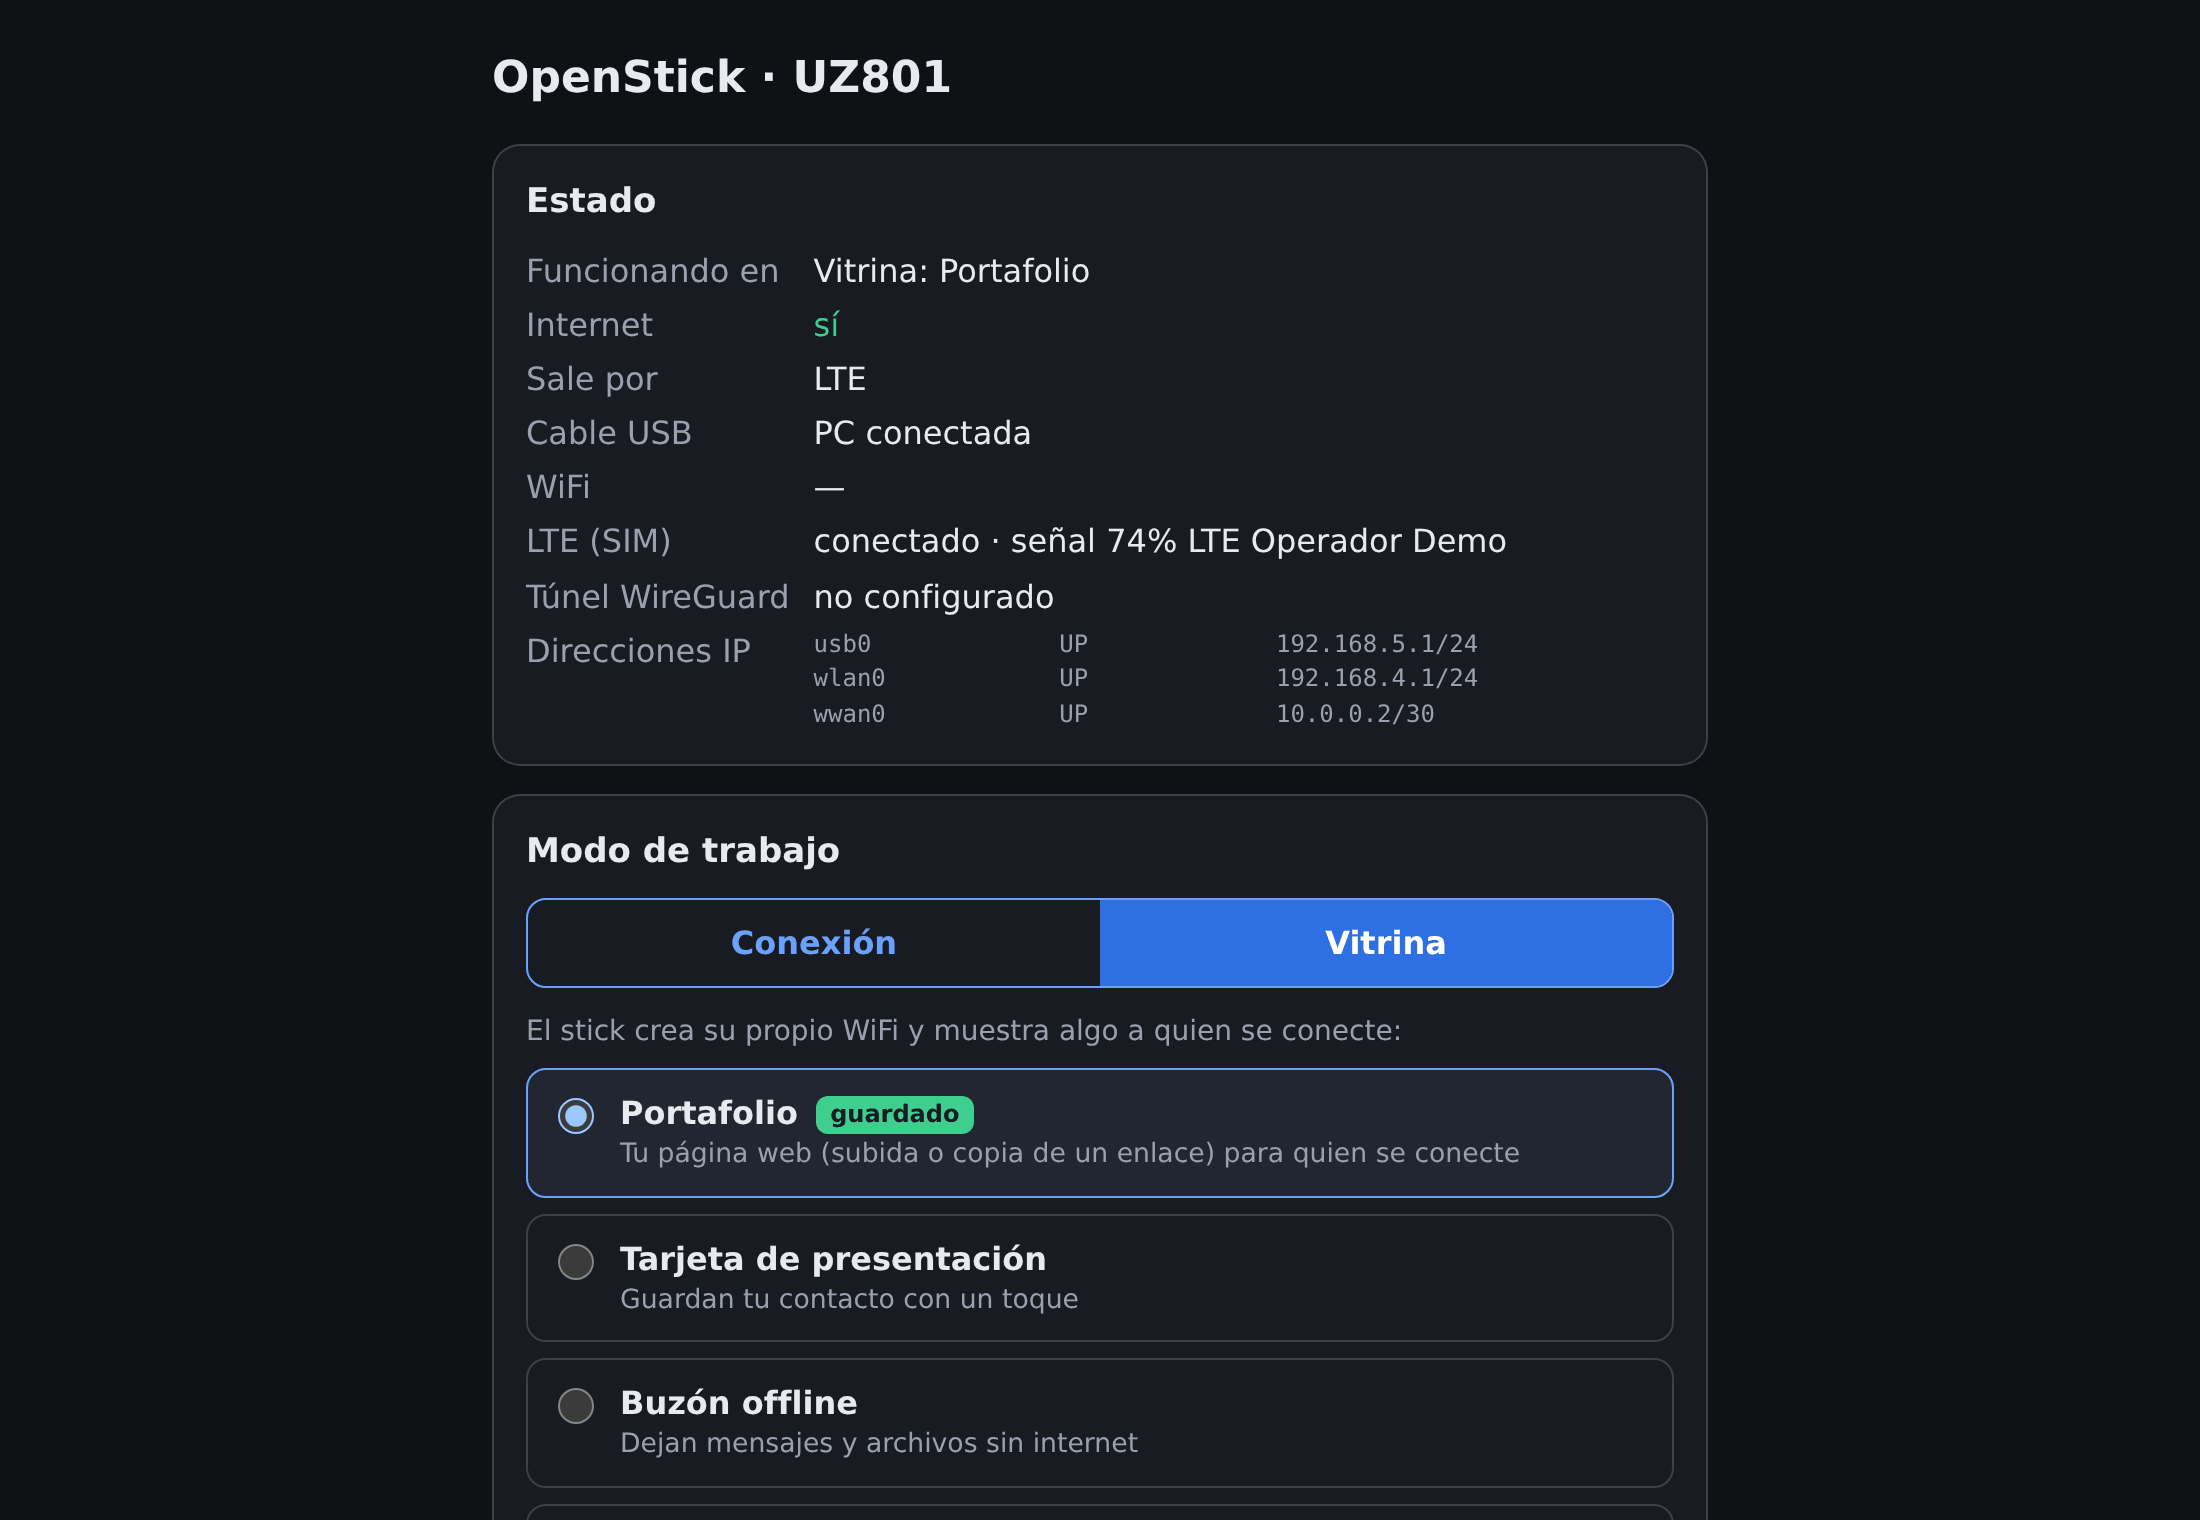 OpenStick · UZ801
Estado
Funcionando en Vitrina: Portafolio
Internet sí
Sale por LTE
Cable USB PC conectada
WiFi —
LTE (SIM) conectado · señal 74% LTE Operador Demo
Túnel WireGuard no configurado
Direcciones IP usb0 UP 192.168.5.1/24
wlan0 UP 192.168.4.1/24
wwan0 UP 10.0.0.2/30
Modo de trabajo
Conexión Vitrina
El stick crea su propio WiFi y muestra algo a quien se conecte:
Portafolio guardado
Tu página web (subida o copia de un enlace) para quien se conecte
Tarjeta de presentación
Guardan tu contacto con un toque
Buzón offline
Dejan mensajes y archivos sin internet